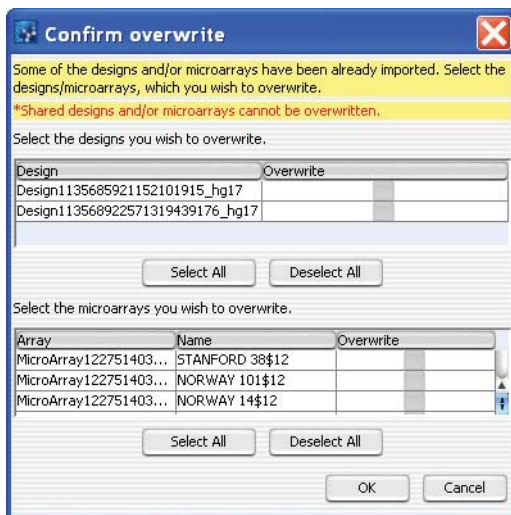 Confirm overwrite
Some of the designs and/or microarrays have been already imported. Select the
designs/microarrays, which you wish to overwrite.
*Shared designs and/or microarrays cannot be overwritten.
Select the designs you wish to overwrite.
Design Overwrite
Design1135685921152101915_hg17
Design113568922571319439176_hg17
Select All Deselect All
Select the microarrays you wish to overwrite.
Array Name Overwrite
MicroArray122751403... STANFORD 38$12
MicroArray122751403... NORWAY 101$12
MicroArray122751403... NORWAY 14$12
Select All Deselect All
OK Cancel